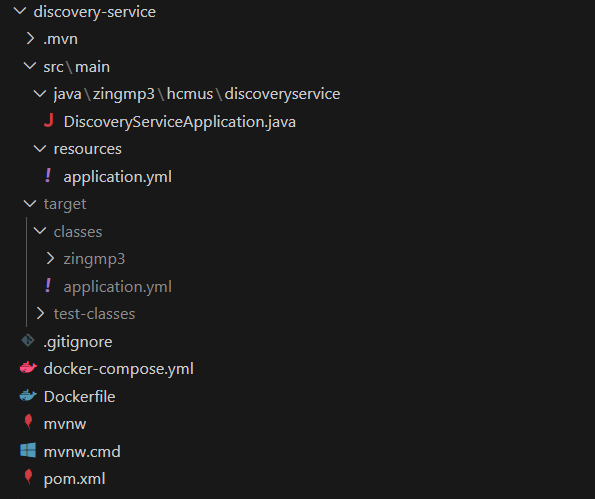 discovery-service
.mvn
src\main
java\zingmp3\hcmus\discoveryservice
DiscoveryServiceApplication.java
resources
application.yml
target
classes
zingmp3
application.yml
test-classes
.gitignore
docker-compose.yml
Dockerfile
mvnw
mvnw.cmd
pom.xml